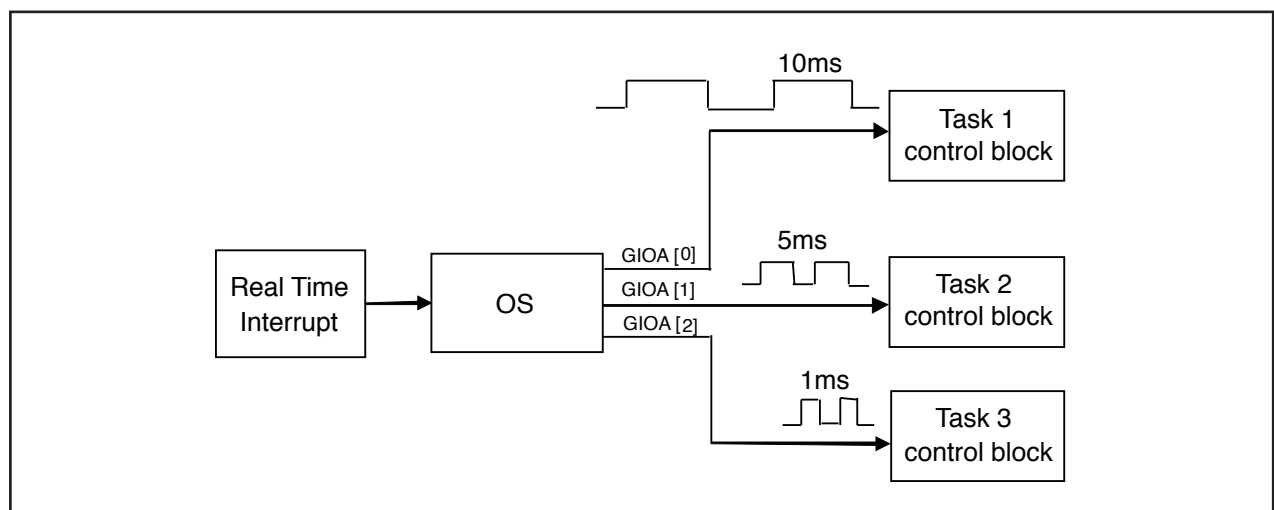 10ms
Task 1
control block
Real Time
Interrupt
OS
GIOA [0]
GIOA [1]
GIOA [2]
5ms
Task 2
control block
1ms
Task 3
control block